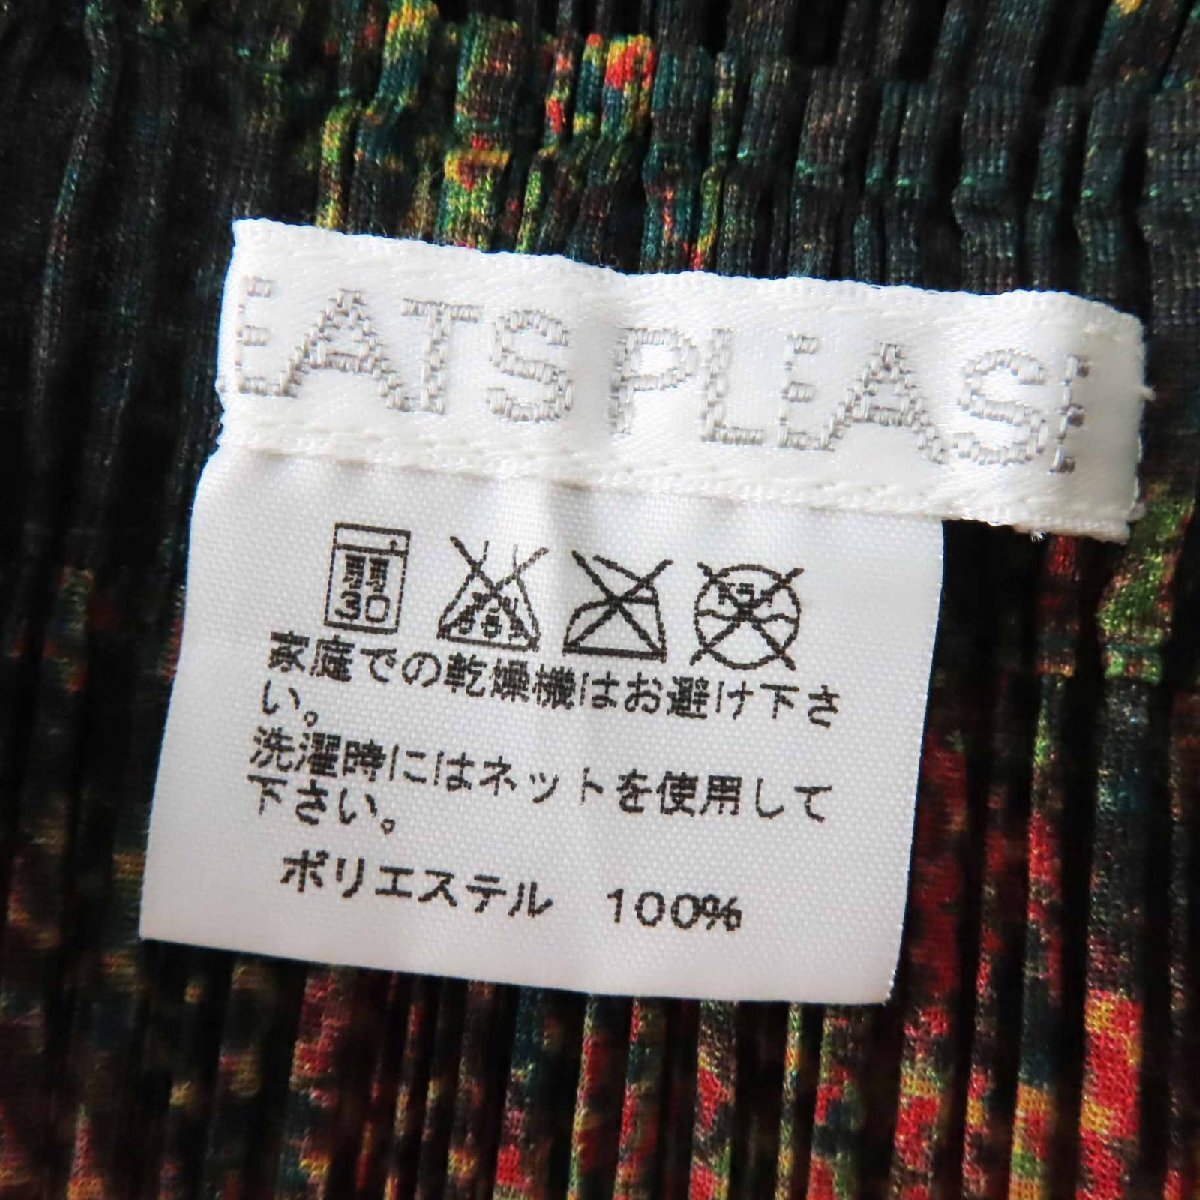 EATS PLEASE
家庭での乾燥機はお避け下さ
い。
洗濯時にはネットを使用して
下さい。
ポリエステル 100%